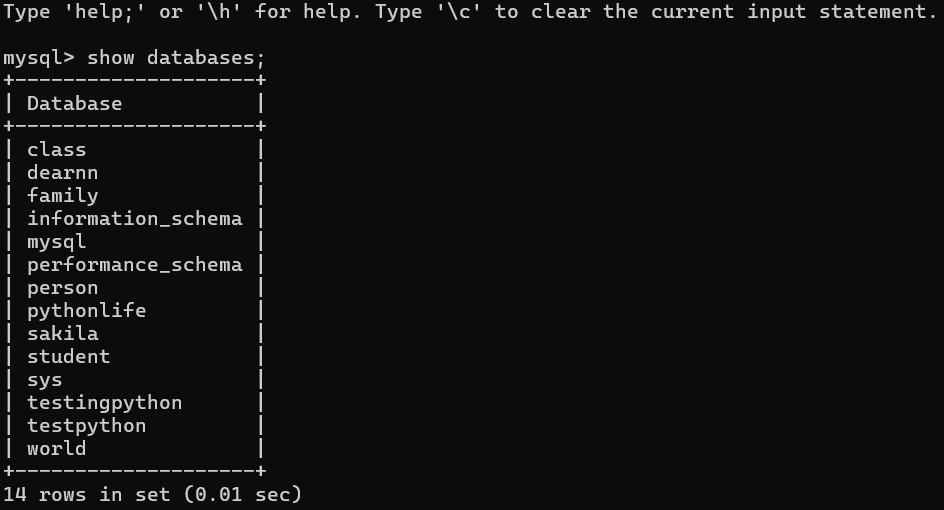 Type 'help;' or '\h' for help. Type '\c' to clear the current input statement.
mysql> show databases;
+--------------------+
| Database           |
+--------------------+
| class              |
| dearnn             |
| family             |
| information_schema |
| mysql              |
| performance_schema |
| person             |
| pythonlife         |
| sakila             |
| student            |
| sys                |
| testingpython      |
| testpython         |
| world              |
+--------------------+
14 rows in set (0.01 sec)